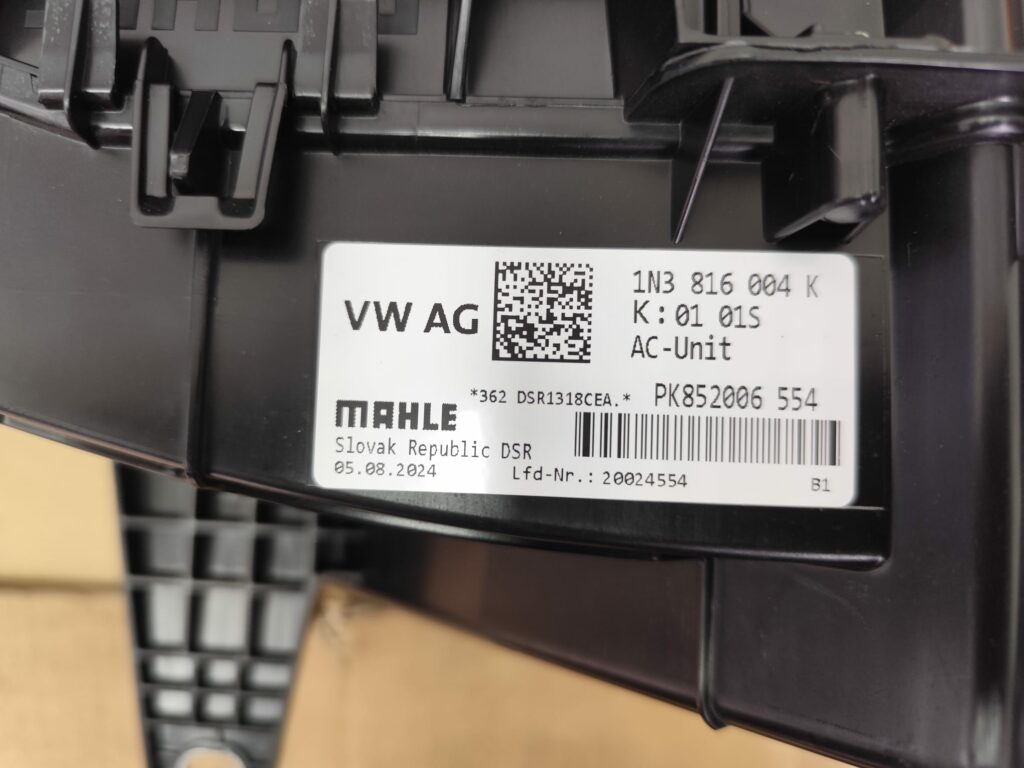 VW AG
1N3 816 004 K
K: 01 01S
AC-Unit
*362 DSR1318CEA.* PK852006 554
MAHLE
Slovak Republic DSR
05.08.2024
Lfd-Nr.: 20024554
B1